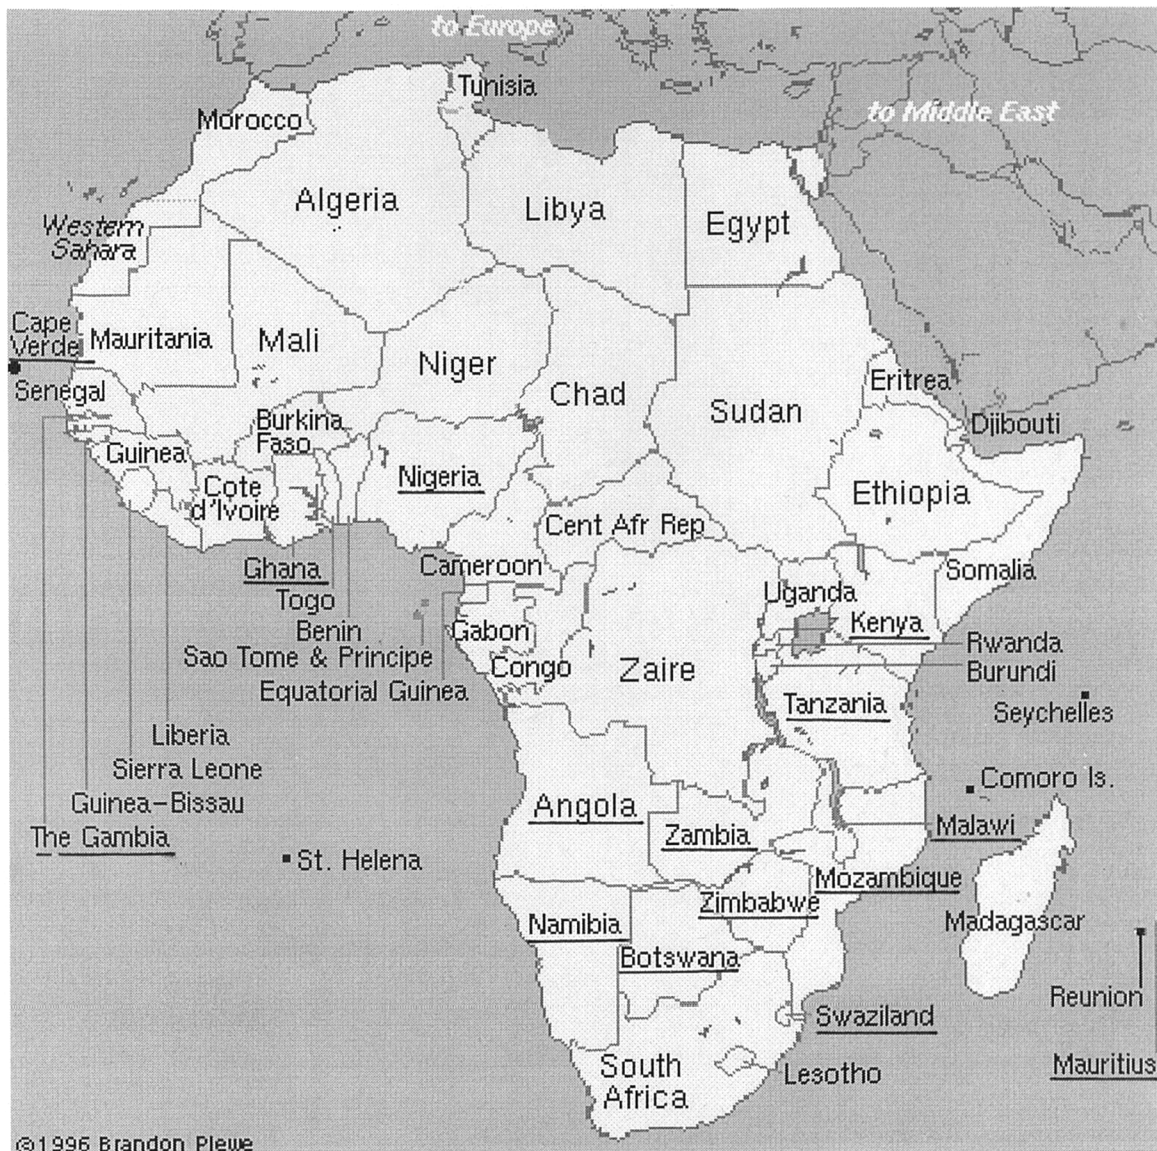 to Europe
Tunisia
to Middle East
Morocco
Algeria
Libya
Egypt
Western
Sahara
Cape
Verde
Mauritania
Mali
Niger
Chad
Sudan
Eritrea
Senegal
Djibouti
Burkina
Faso
Guinea
Nigeria
Cote
d'Ivoire
Ethiopia
Cent Afr Rep
Ghana
Cameroon
Somalia
Togo
Uganda
Benin
Gabon
Kenya
Sao Tome & Principe
Congo
Zaire
Rwanda
Equatorial Guinea
Burundi
Tanzania
Seychelles
Liberia
Sierra Leone
Comoro Is.
Guinea-Bissau
Angola
The Gambia
Zambia
Malawi
St. Helena
Mozambique
Zimbabwe
Namibia
Madagascar
Botswana
Reunion
Swaziland
Mauritius
South
Africa
Lesotho
©1996 Brandon Plewe